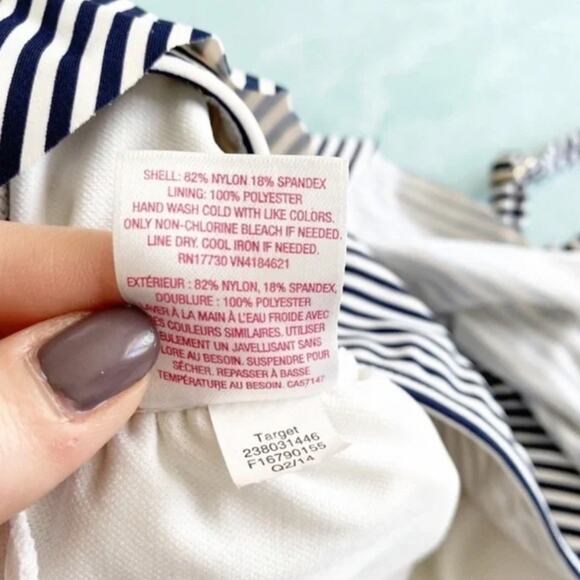 SHELL: 82% NYLON 18% SPANDEX
LINING: 100% POLYESTER
HAND WASH COLD WITH LIKE COLORS.
ONLY NON-CHLORINE BLEACH IF NEEDED.
LINE DRY. COOL IRON IF NEEDED.
RN17730 VN4184621
EXTÉRIEUR : 82% NYLON, 18% SPANDEX,
DOUBLURE : 100% POLYESTER
LAVER À LA MAIN À L'EAU FROIDE AVEC
COULEURS SIMILAIRES. UTILISER
SEULEMENT UN JAVELLISANT SANS
AU BESOIN. SUSPENDRE POUR
SÉCHER. REPASSER À BASSE
TEMPÉRATURE AU BESOIN. CA57147
Target
238031446
F16790155
Q2/14